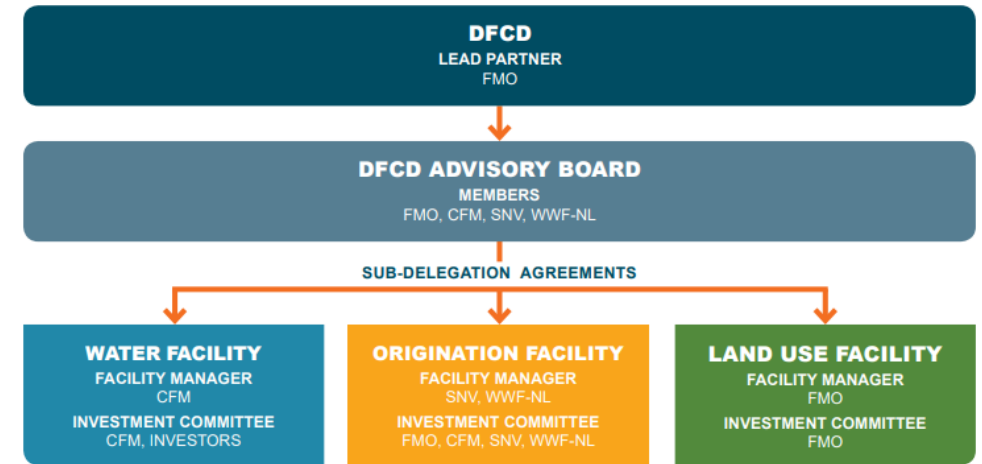 DFCD
LEAD PARTNER
FMO
DFCD ADVISORY BOARD
MEMBERS
FMO, CFM, SNV, WWF-NL
SUB-DELEGATION AGREEMENTS
WATER FACILITY
FACILITY MANAGER
CFM
INVESTMENT COMMITTEE
CFM, INVESTORS
ORIGINATION FACILITY
FACILITY MANAGER
SNV, WWF-NL
INVESTMENT COMMITTEE
FMO, CFM, SNV, WWF-NL
LAND USE FACILITY
FACILITY MANAGER
FMO
INVESTMENT COMMITTEE
FMO